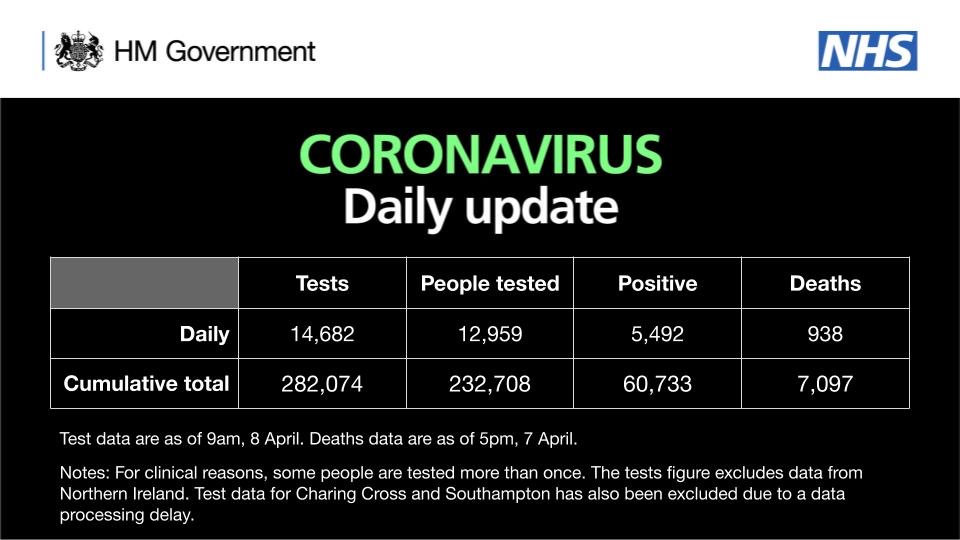 HM Government
NHS
CORONAVIRUS
Daily update
Tests People tested Positive Deaths
Daily 14,682 12,959 5,492 938
Cumulative total 282,074 232,708 60,733 7,097
Test data are as of 9am, 8 April. Deaths data are as of 5pm, 7 April.
Notes: For clinical reasons, some people are tested more than once. The tests figure excludes data from
Northern Ireland. Test data for Charing Cross and Southampton has also been excluded due to a data
processing delay.